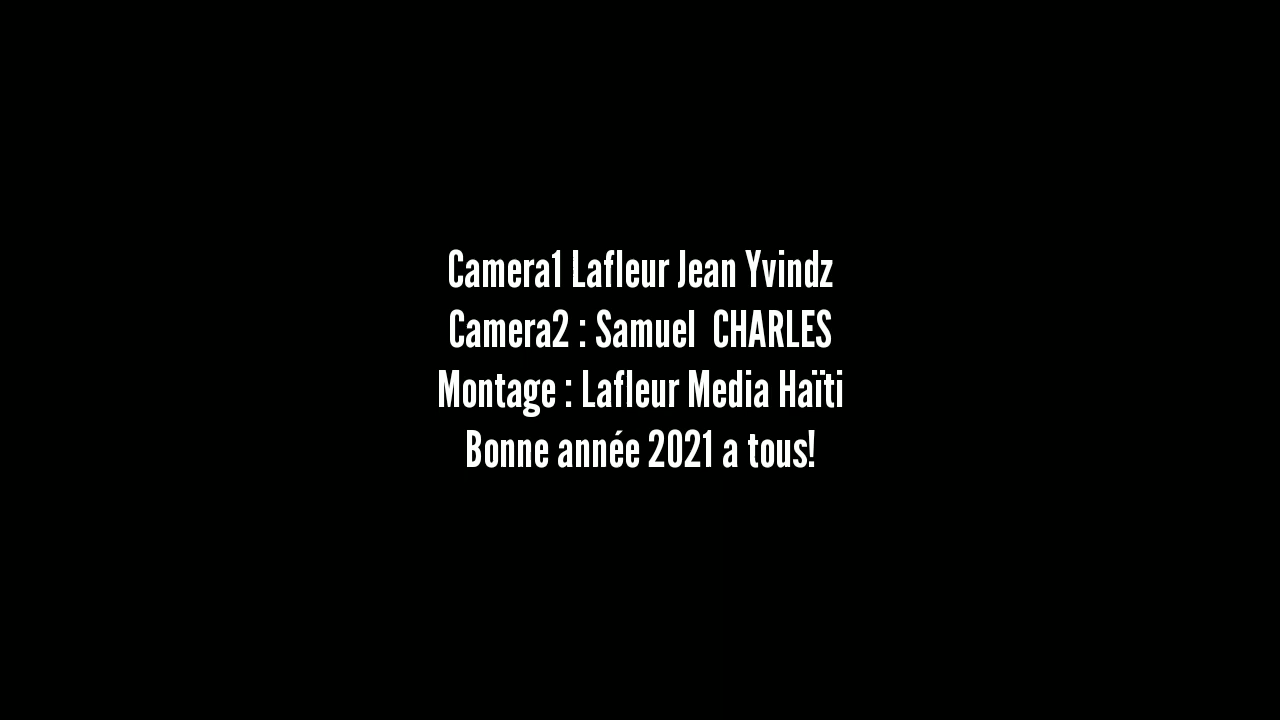 Camera1 Lafleur Jean Yvindz
Camera2 : Samuel  CHARLES
Montage : Lafleur Media Haïti
Bonne année 2021 a tous!